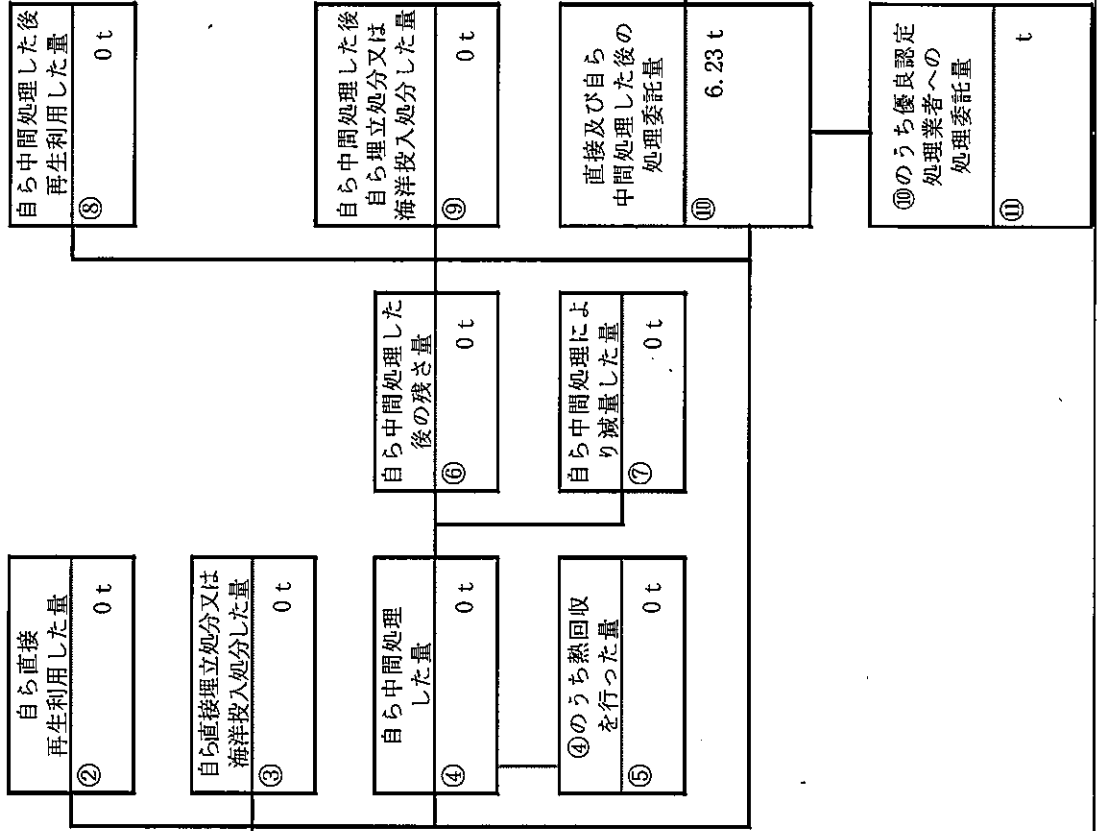 自ら直接
再生利用した量
② 0 t
自ら直接埋立処分又は
海洋投入処分した量
③ 0 t
自ら中間処理
した量
④ 0 t
④のうち熱回収
を行った量
⑤ 0 t
自ら中間処理した
後の残さ量
⑥ 0 t
自ら中間処理によ
り減量した量
⑦ 0 t
自ら中間処理した後
再生利用した量
⑧ 0 t
自ら中間処理した後
自ら埋立処分又は
海洋投入処分した量
⑨ 0 t
直接及び自ら
中間処理した後の
処理委託量
⑩ 6.23 t
⑩のうち優良認定
処理業者への
処理委託量
⑪ t